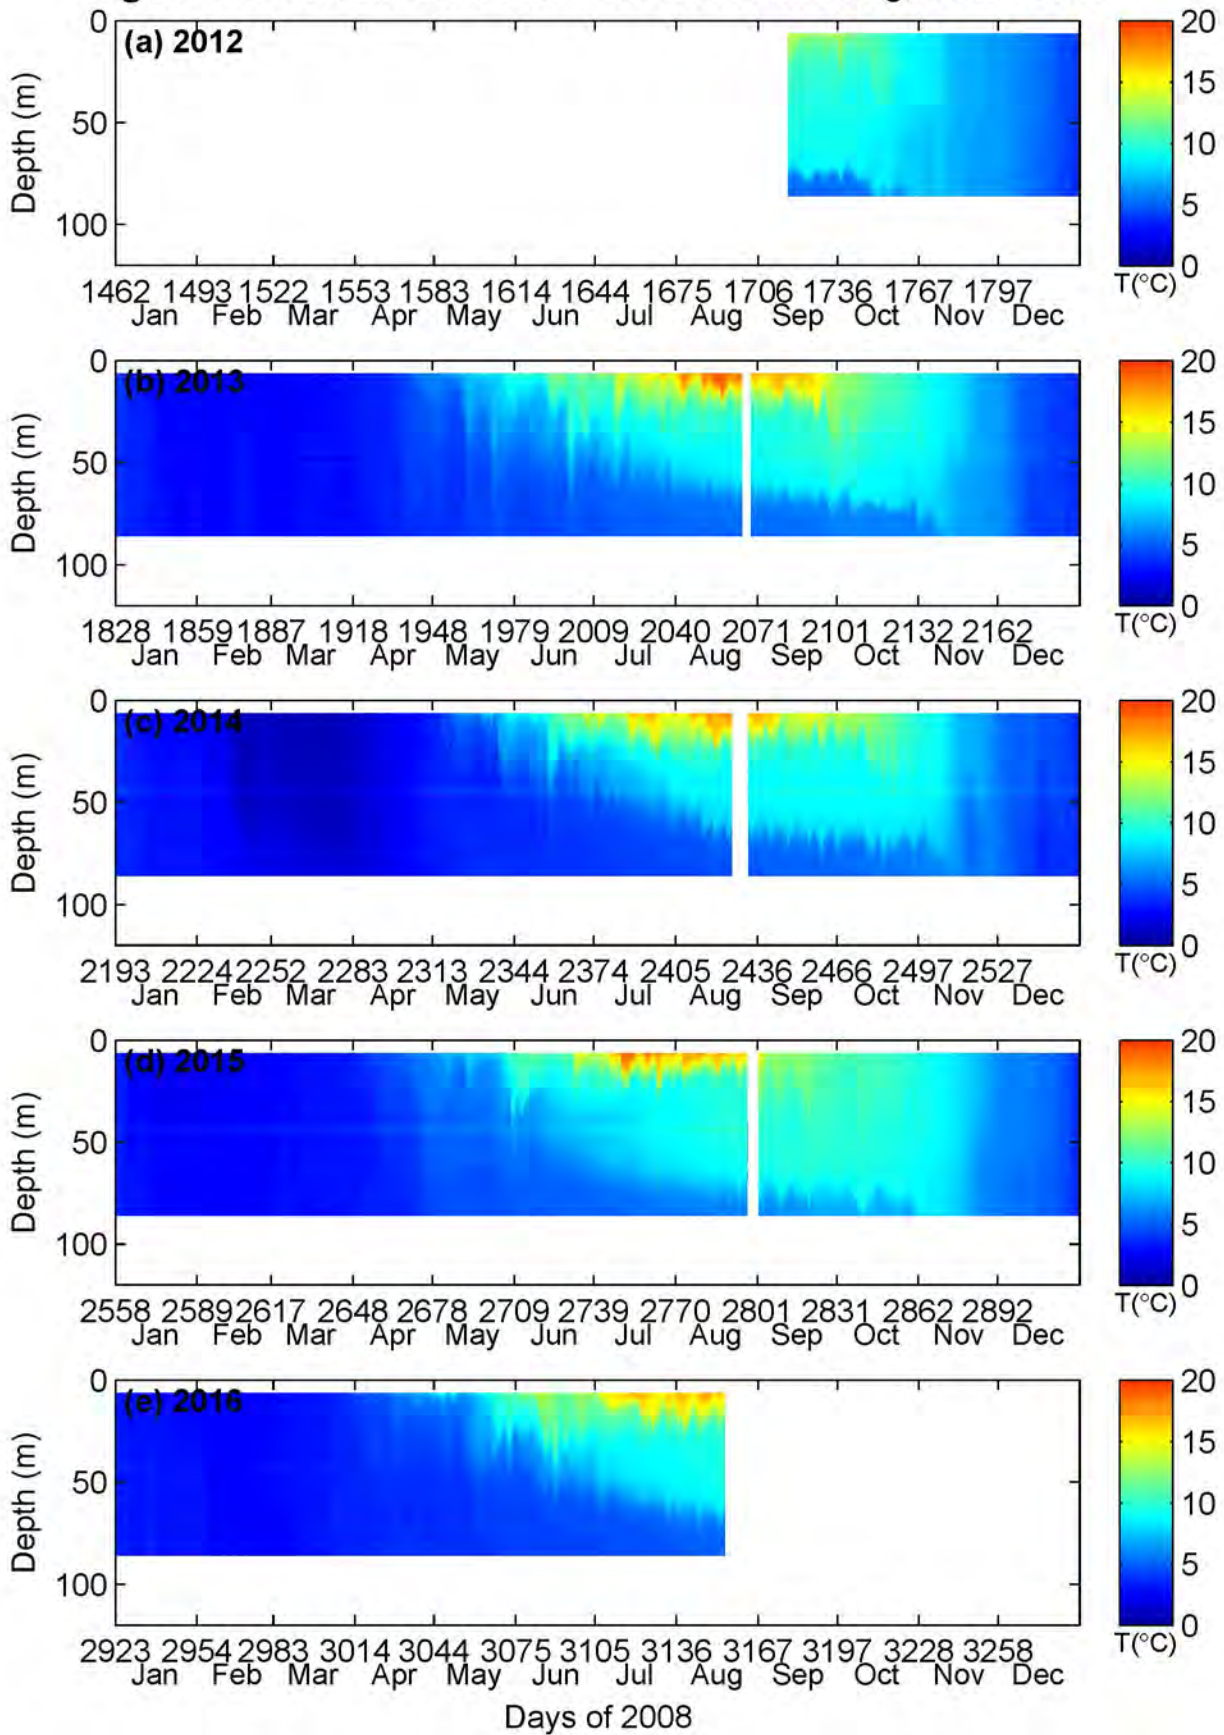 (a) 2012
0
50
100
Depth (m)
20
15
10
5
0
T(°C)
1462 1493 1522 1553 1583 1614 1644 1675 1706 1736 1767 1797
Jan Feb Mar Apr May Jun Jul Aug Sep Oct Nov Dec
(b) 2013
0
50
100
Depth (m)
20
15
10
5
0
T(°C)
1828 1859 1887 1918 1948 1979 2009 2040 2071 2101 2132 2162
Jan Feb Mar Apr May Jun Jul Aug Sep Oct Nov Dec
(c) 2014
0
50
100
Depth (m)
20
15
10
5
0
T(°C)
2193 2224 2252 2283 2313 2344 2374 2405 2436 2466 2497 2527
Jan Feb Mar Apr May Jun Jul Aug Sep Oct Nov Dec
(d) 2015
0
50
100
Depth (m)
20
15
10
5
0
T(°C)
2558 2589 2617 2648 2678 2709 2739 2770 2801 2831 2862 2892
Jan Feb Mar Apr May Jun Jul Aug Sep Oct Nov Dec
(e) 2016
0
50
100
Depth (m)
20
15
10
5
0
T(°C)
2923 2954 2983 3014 3044 3075 3105 3136 3167 3197 3228 3258
Jan Feb Mar Apr May Jun Jul Aug Sep Oct Nov Dec
Days of 2008